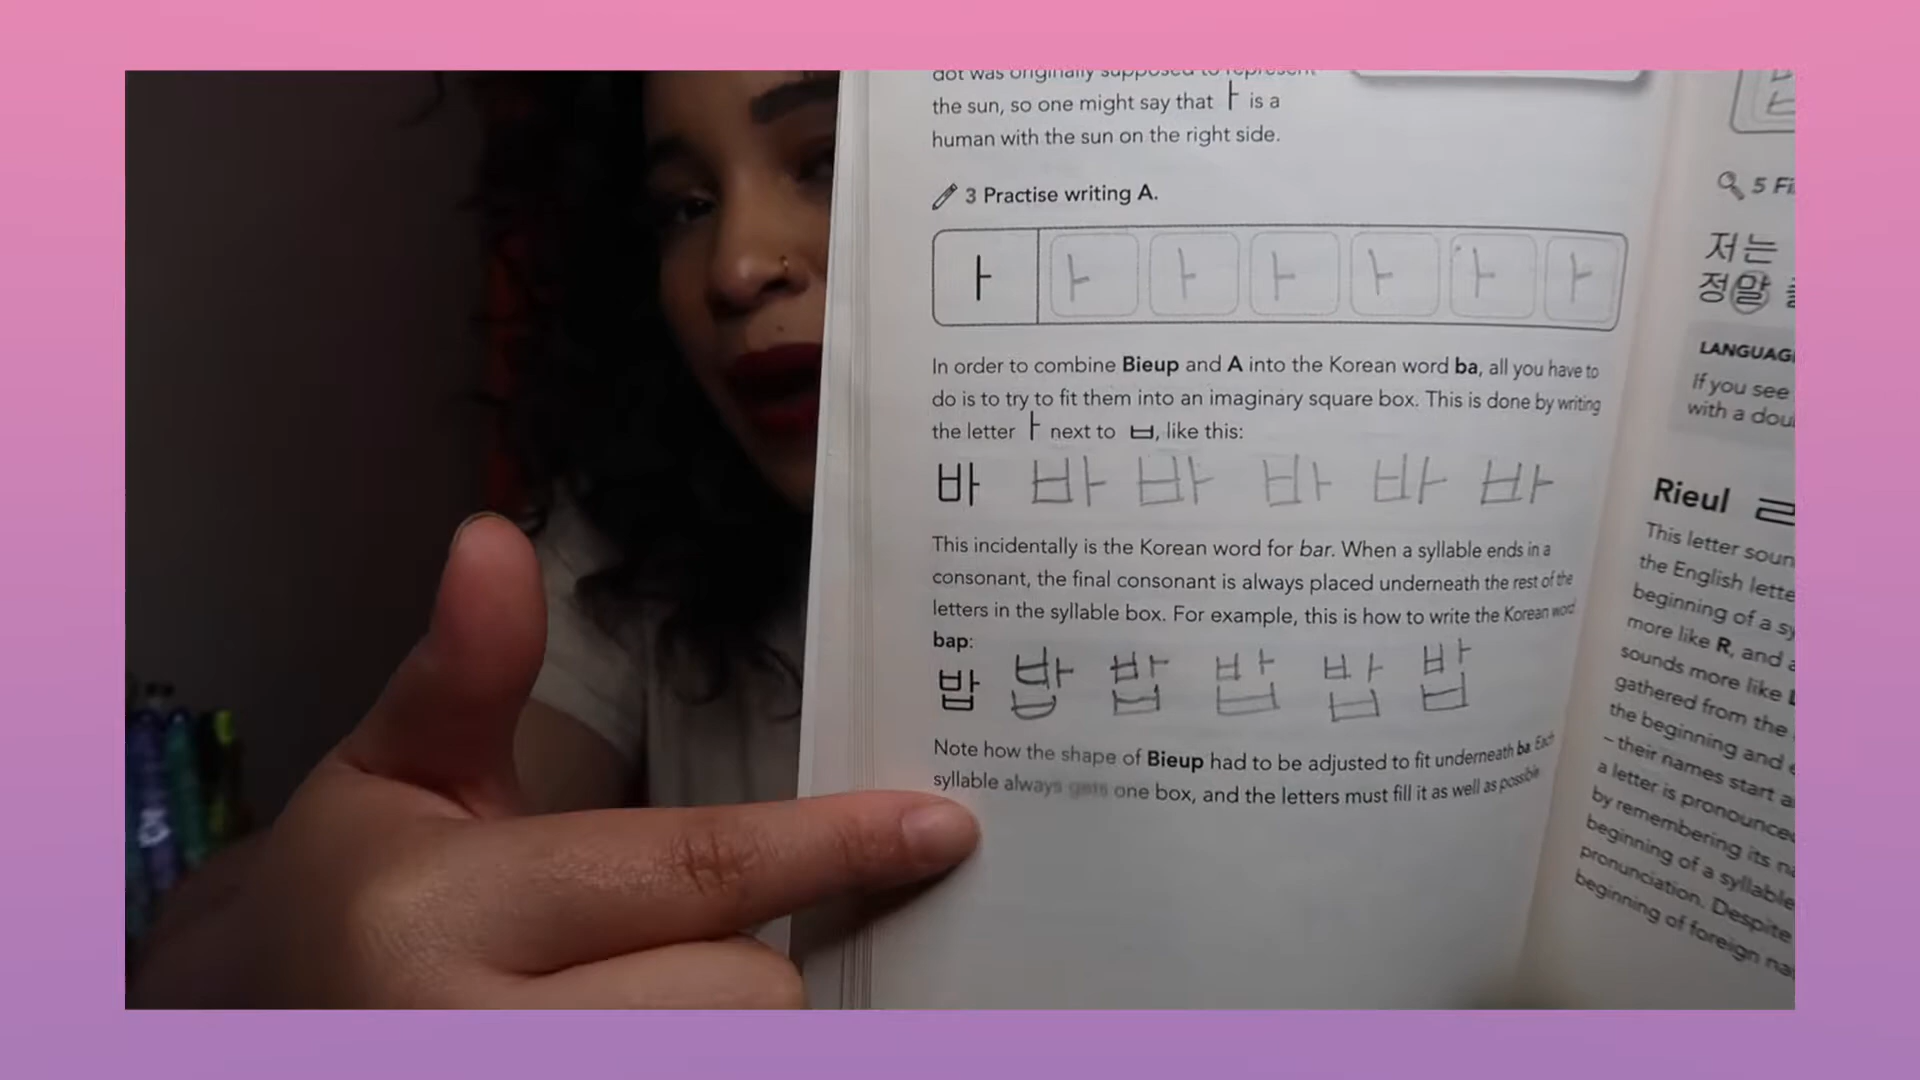 dot was originally supposed to represent
the sun, so one might say that ㅏ is a
human with the sun on the right side.
3 Practise writing A.
ㅏ ㅏ ㅏ ㅏ ㅏ ㅏ ㅏ
In order to combine Bieup and A into the Korean word ba, all you have to
do is to try to fit them into an imaginary square box. This is done by writing
the letter ㅏ next to ㅂ, like this:
바 바 바 바 바 바
This incidentally is the Korean word for bar. When a syllable ends in a
consonant, the final consonant is always placed underneath the rest of the
letters in the syllable box. For example, this is how to write the Korean word
bap:
밥 밥 밥 밥 밥 밥
Note how the shape of Bieup had to be adjusted to fit underneath ba. Each
syllable always gets one box, and the letters must fill it as well as possible
5
저는
정말
If you see
with a
Rieul ㄹ
This letter
the English
beginning of a
more like R, and
sounds more like
gathered from the
the beginning and
– their names start
a letter is
by remembering its
beginning of a syllable
pronunciation. Despite
beginning of foreign